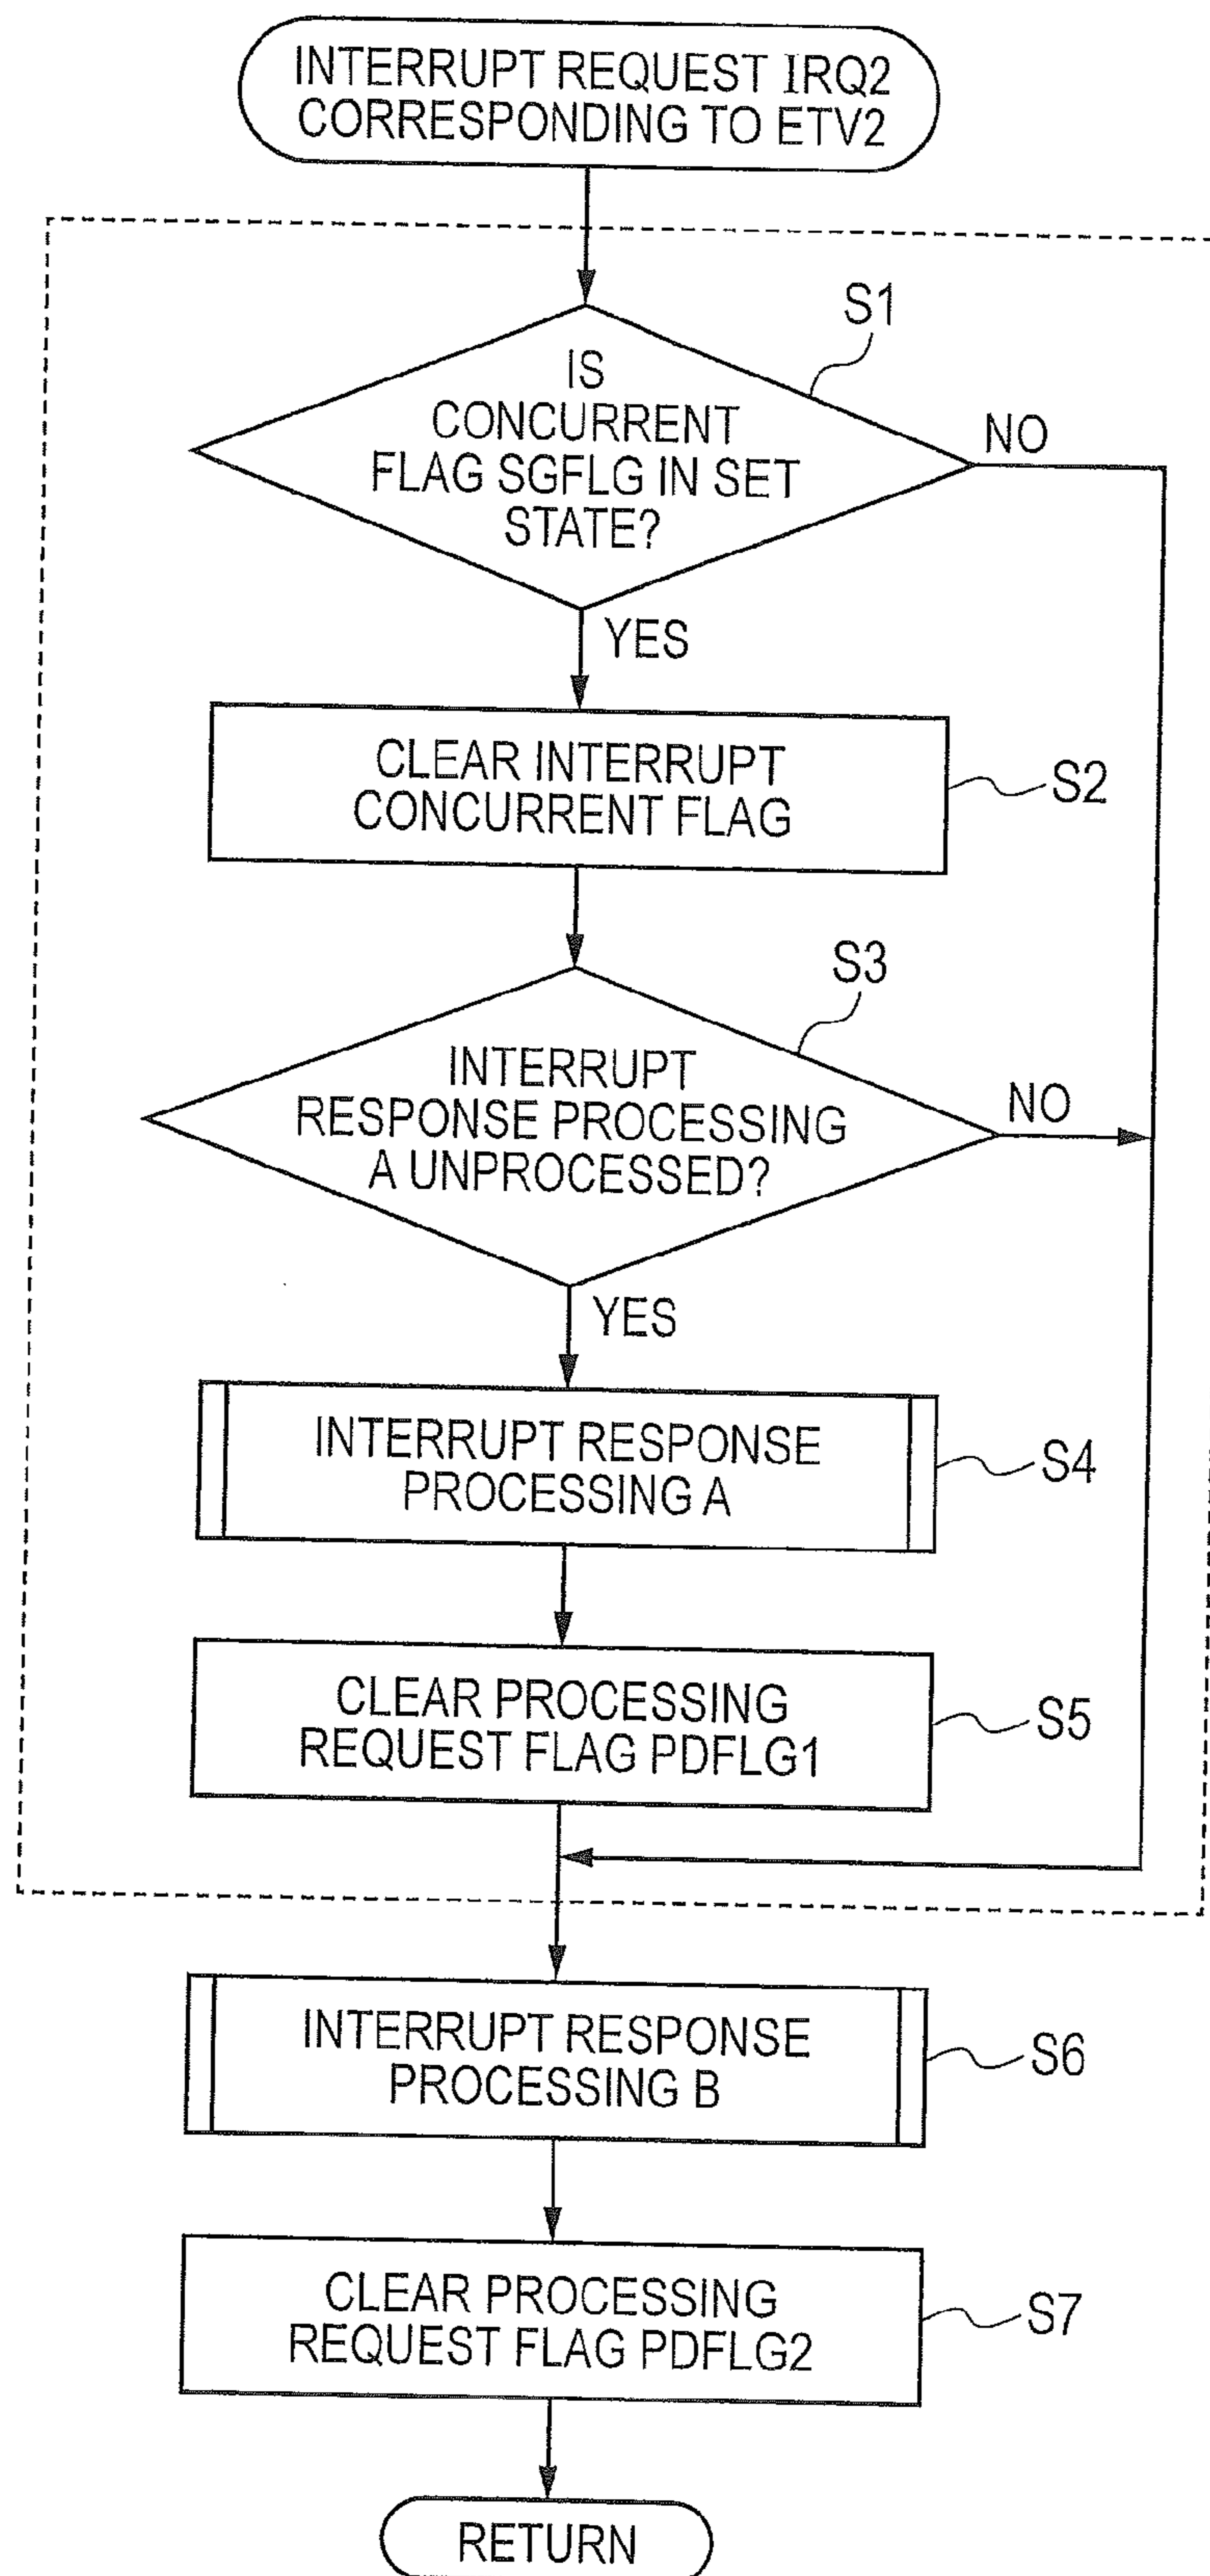 INTERRUPT REQUEST IRQ2
CORRESPONDING TO ETV2
S1
IS
CONCURRENT
FLAG SGFLG IN SET
STATE?
NO
YES
CLEAR INTERRUPT
CONCURRENT FLAG
S2
S3
INTERRUPT
RESPONSE PROCESSING
A UNPROCESSED?
NO
YES
INTERRUPT RESPONSE
PROCESSING A
S4
CLEAR PROCESSING
REQUEST FLAG PDFLG1
S5
INTERRUPT RESPONSE
PROCESSING B
S6
CLEAR PROCESSING
REQUEST FLAG PDFLG2
S7
RETURN